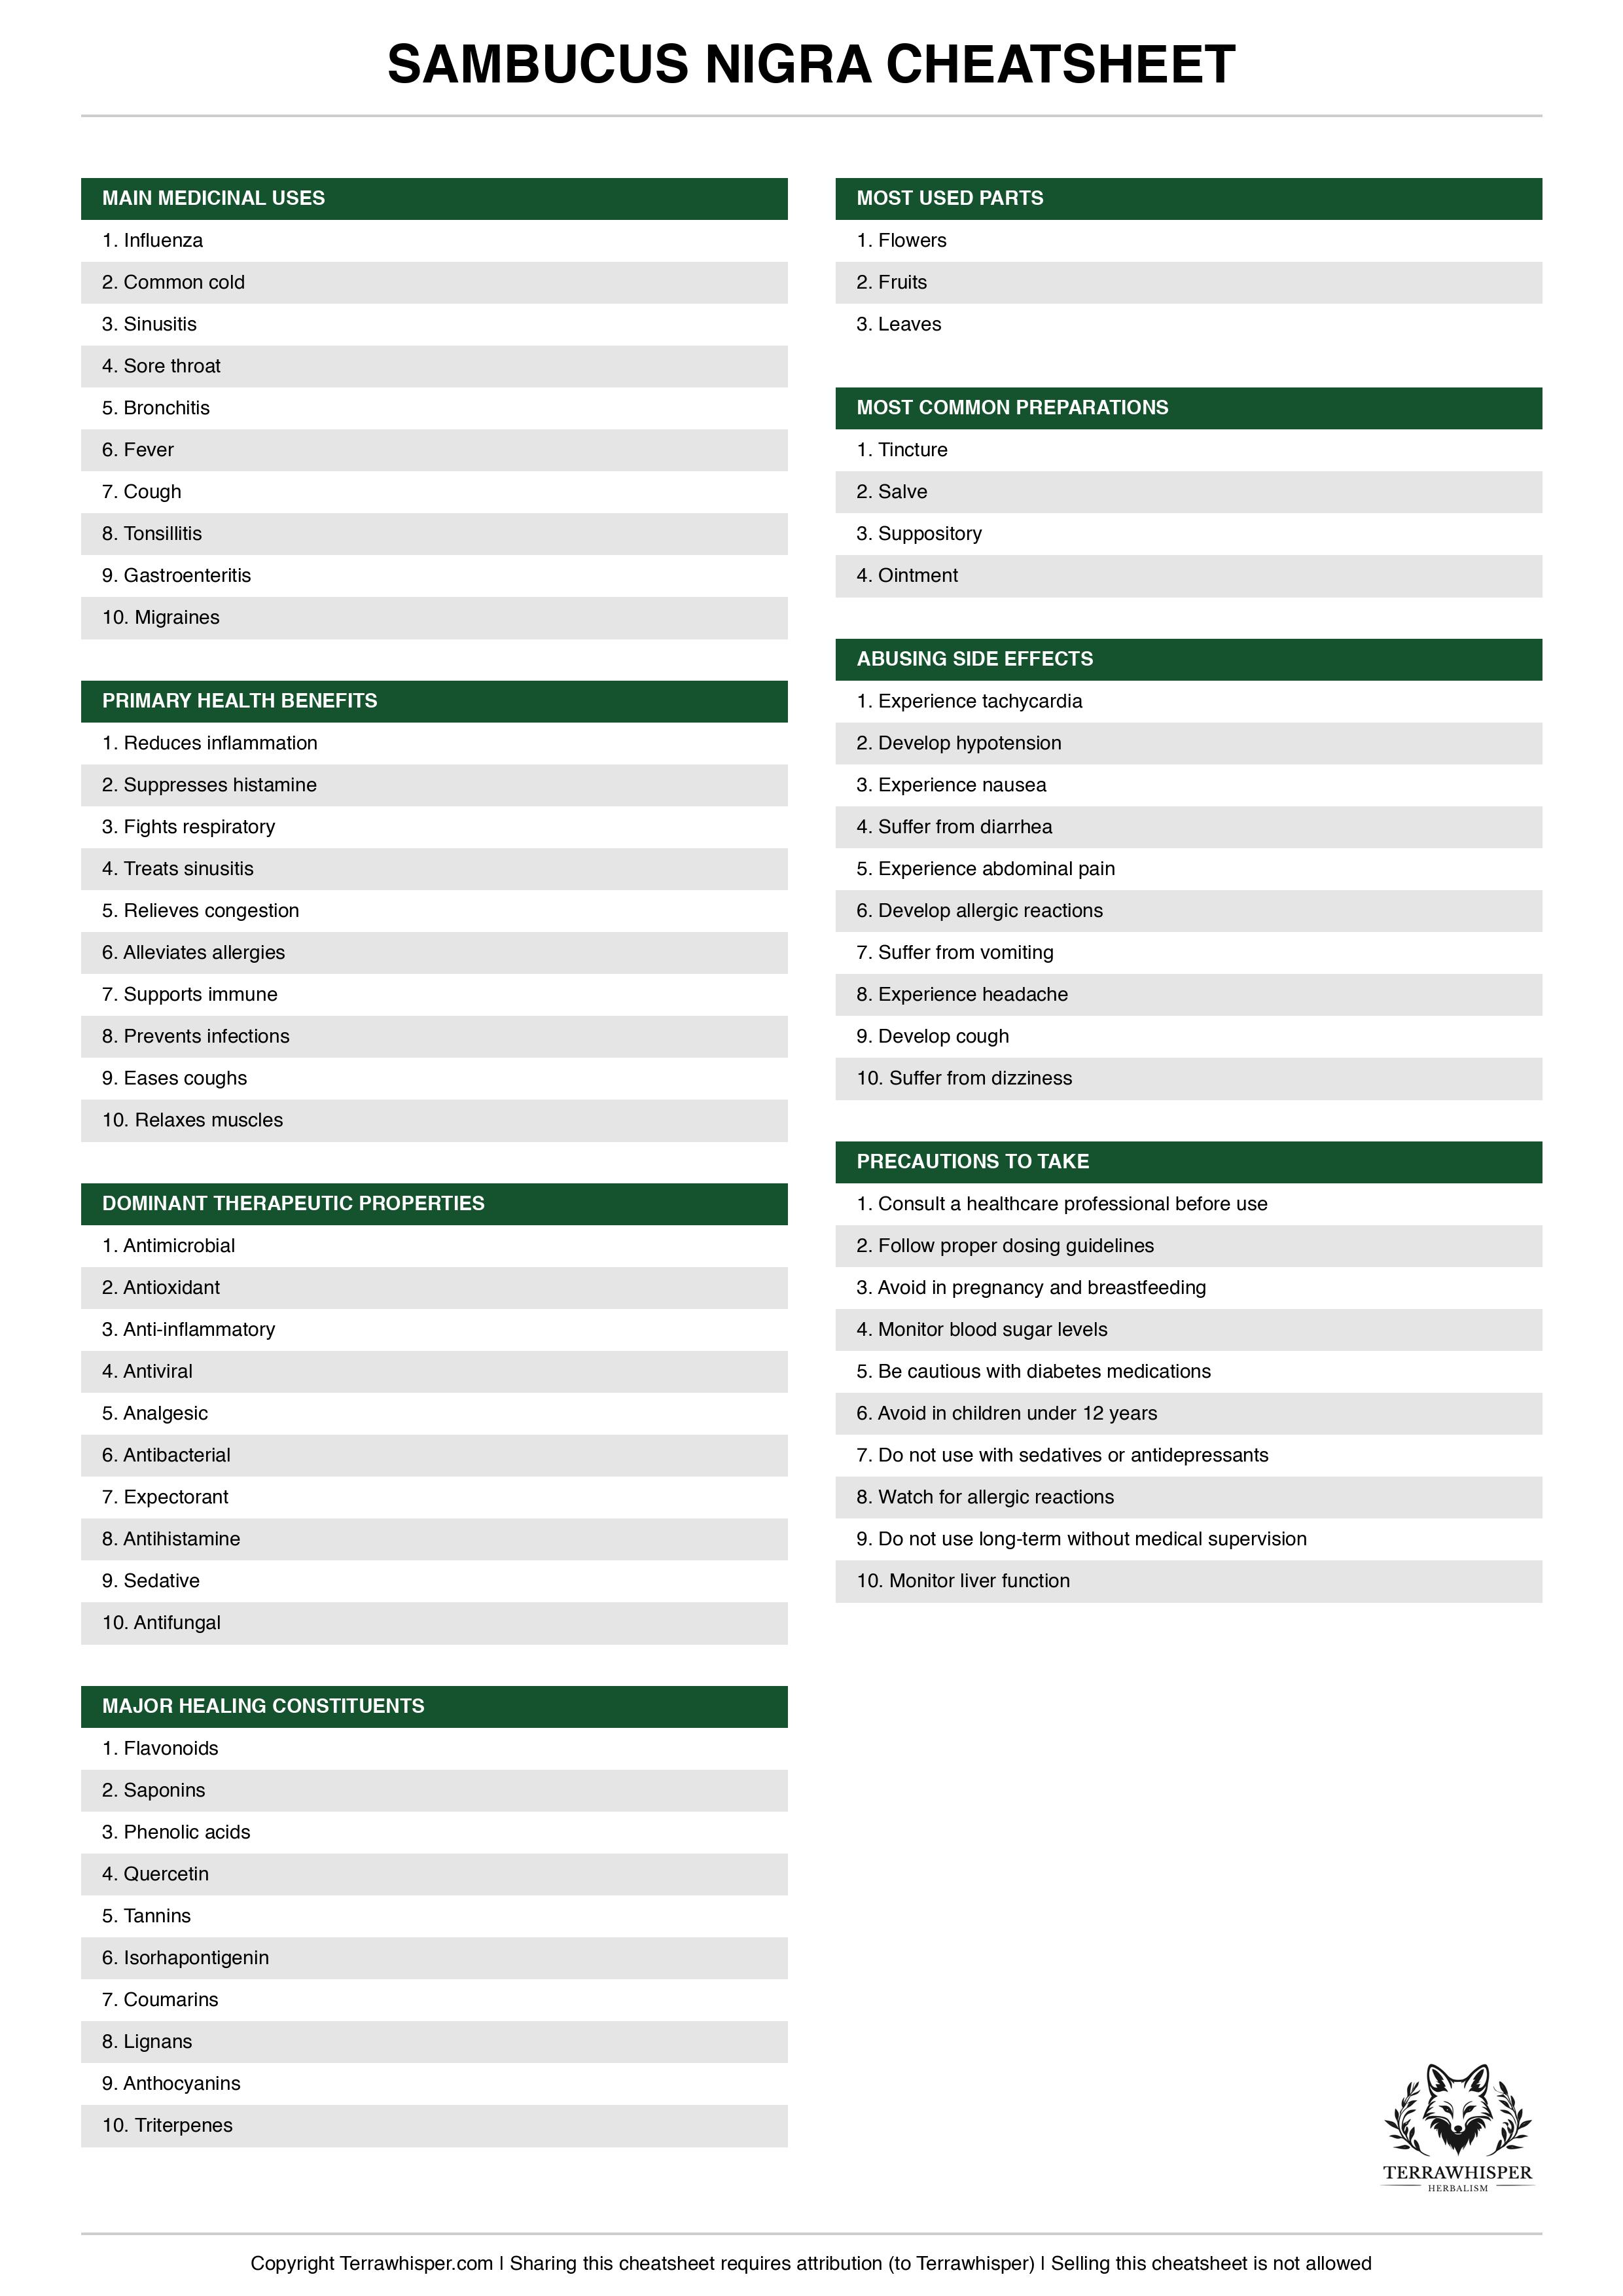 SAMBUCUS NIGRA CHEATSHEET
MAIN MEDICINAL USES
1. Influenza
2. Common cold
3. Sinusitis
4. Sore throat
5. Bronchitis
6. Fever
7. Cough
8. Tonsillitis
9. Gastroenteritis
10. Migraines
PRIMARY HEALTH BENEFITS
1. Reduces inflammation
2. Suppresses histamine
3. Fights respiratory
4. Treats sinusitis
5. Relieves congestion
6. Alleviates allergies
7. Supports immune
8. Prevents infections
9. Eases coughs
10. Relaxes muscles
DOMINANT THERAPEUTIC PROPERTIES
1. Antimicrobial
2. Antioxidant
3. Anti-inflammatory
4. Antiviral
5. Analgesic
6. Antibacterial
7. Expectorant
8. Antihistamine
9. Sedative
10. Antifungal
MAJOR HEALING CONSTITUENTS
1. Flavonoids
2. Saponins
3. Phenolic acids
4. Quercetin
5. Tannins
6. Isorhapontigenin
7. Coumarins
8. Lignans
9. Anthocyanins
10. Triterpenes
MOST USED PARTS
1. Flowers
2. Fruits
3. Leaves
MOST COMMON PREPARATIONS
1. Tincture
2. Salve
3. Suppository
4. Ointment
ABUSING SIDE EFFECTS
1. Experience tachycardia
2. Develop hypotension
3. Experience nausea
4. Suffer from diarrhea
5. Experience abdominal pain
6. Develop allergic reactions
7. Suffer from vomiting
8. Experience headache
9. Develop cough
10. Suffer from dizziness
PRECAUTIONS TO TAKE
1. Consult a healthcare professional before use
2. Follow proper dosing guidelines
3. Avoid in pregnancy and breastfeeding
4. Monitor blood sugar levels
5. Be cautious with diabetes medications
6. Avoid in children under 12 years
7. Do not use with sedatives or antidepressants
8. Watch for allergic reactions
9. Do not use long-term without medical supervision
10. Monitor liver function
TERRAWHISPER
HERBALISM
Copyright Terrawhisper.com | Sharing this cheatsheet requires attribution (to Terrawhisper) | Selling this cheatsheet is not allowed